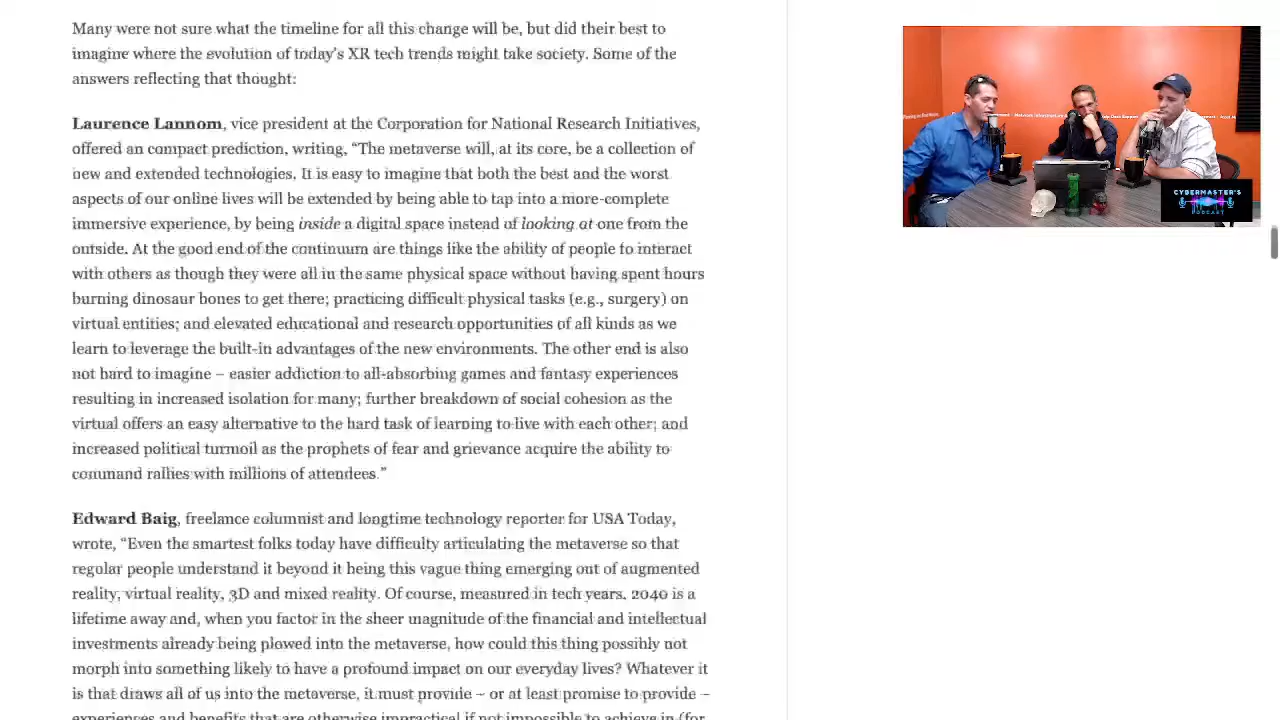 Many were not sure what the timeline for all this change will be, but did their best to
imagine where the evolution of today's XR tech trends might take society. Some of the
answers reflecting that thought:
Laurence Lannom, vice president at the Corporation for National Research Initiatives,
offered an compact prediction, writing, “The metaverse will, at its core, be a collection of
new and extended technologies. It is easy to imagine that both the best and the worst
aspects of our online lives will be extended by being able to tap into a more-complete
immersive experience, by being inside a digital space instead of looking at one from the
outside. At the good end of the continuum are things like the ability of people to interact
with others as though they were all in the same physical space without having spent hours
burning dinosaur bones to get there; practicing difficult physical tasks (e.g., surgery) on
virtual entities; and elevated educational and research opportunities of all kinds as we
learn to leverage the built-in advantages of the new environments. The other end is also
not hard to imagine – easier addiction to all-absorbing games and fantasy experiences
resulting in increased isolation for many; further breakdown of social cohesion as the
virtual offers an easy alternative to the hard task of learning to live with each other; and
increased political turmoil as the prophets of fear and grievance acquire the ability to
command rallies with millions of attendees.”
Edward Baig, freelance columnist and longtime technology reporter for USA Today,
wrote, “Even the smartest folks today have difficulty articulating the metaverse so that
regular people understand it beyond it being this vague thing emerging out of augmented
reality, virtual reality, 3D and mixed reality. Of course, measured in tech years, 2040 is a
lifetime away and, when you factor in the sheer magnitude of the financial and intellectual
investments already being plowed into the metaverse, how could this thing possibly not
morph into something likely to have a profound impact on our everyday lives? Whatever it
is that draws all of us into the metaverse, it must provide – or at least promise to provide –
experiences and benefits that are otherwise impractical if not impossible to achieve in (for
CYBERMASTER'S
PODCAST